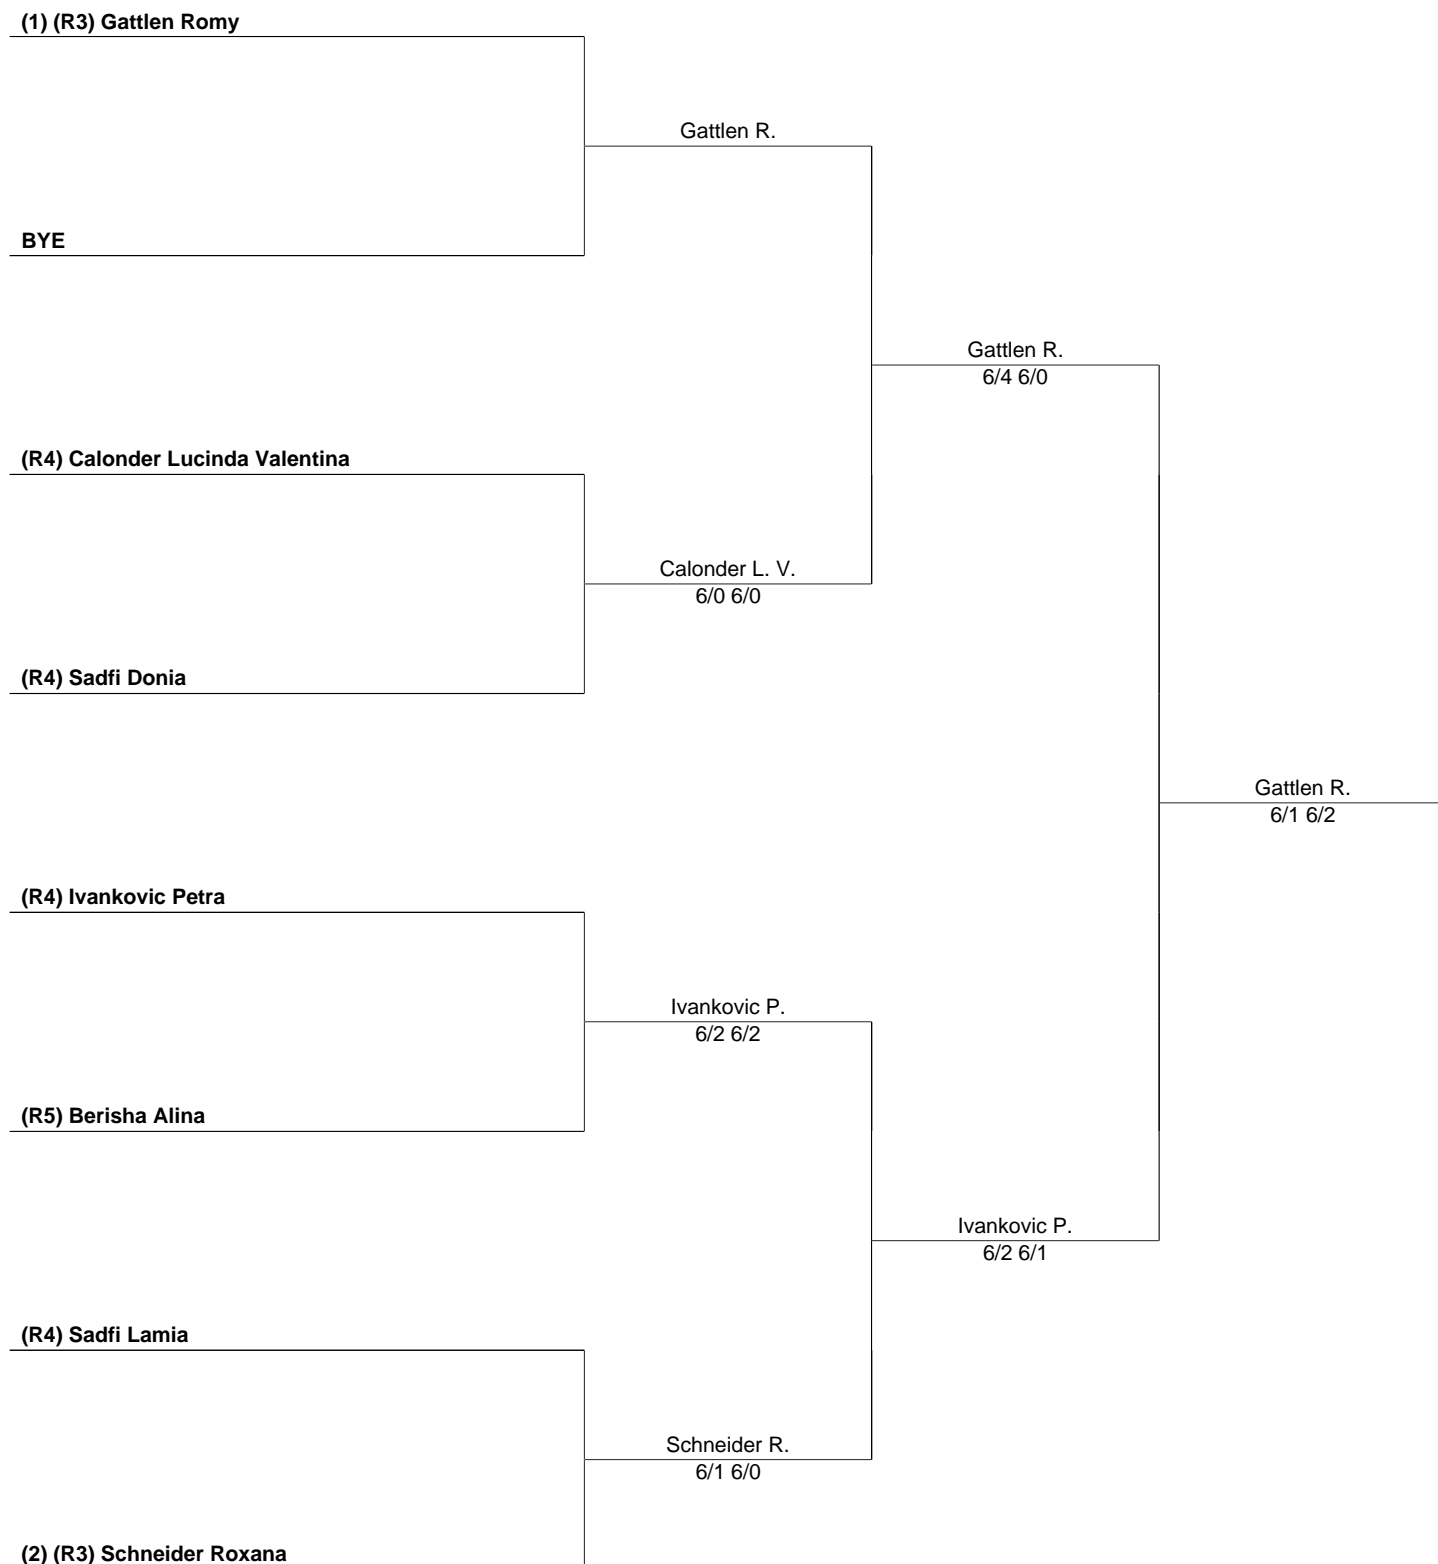 (1) (R3) Gattlen Romy
Gattlen R.
BYE
Gattlen R.
6/4 6/0
(R4) Calonder Lucinda Valentina
Calonder L. V.
6/0 6/0
(R4) Sadfi Donia
Gattlen R.
6/1 6/2
(R4) Ivankovic Petra
Ivankovic P.
6/2 6/2
(R5) Berisha Alina
Ivankovic P.
6/2 6/1
(R4) Sadfi Lamia
Schneider R.
6/1 6/0
(2) (R3) Schneider Roxana